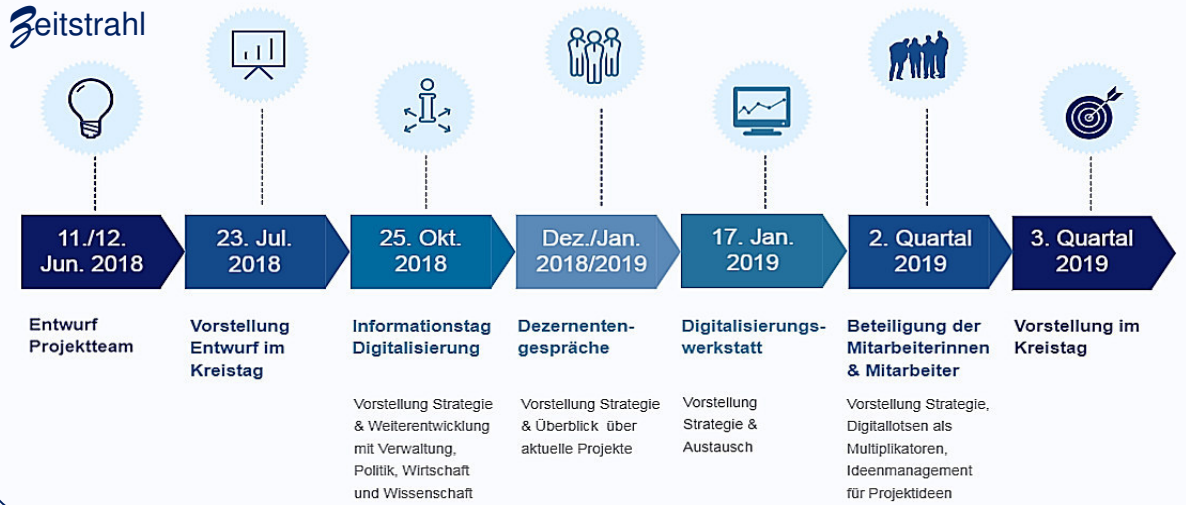 Zeitstrahl
11./12.
Jun. 2018
23. Jul.
2018
25. Okt.
2018
Dez./Jan.
2018/2019
17. Jan.
2019
2. Quartal
2019
3. Quartal
2019
Entwurf
Projektteam
Vorstellung
Entwurf im
Kreistag
Informationstag
Digitalisierung
Vorstellung Strategie
& Weiterentwicklung
mit Verwaltung,
Politik, Wirtschaft
und Wissenschaft
Dezernenten-
gespräche
Vorstellung Strategie
& Überblick über
aktuelle Projekte
Digitalisierungs-
werkstatt
Vorstellung
Strategie &
Austausch
Beteiligung der
Mitarbeiterinnen
& Mitarbeiter
Vorstellung Strategie,
Digitallotsen als
Multiplikatoren,
Ideenmanagement
für Projektideen
Vorstellung im
Kreistag